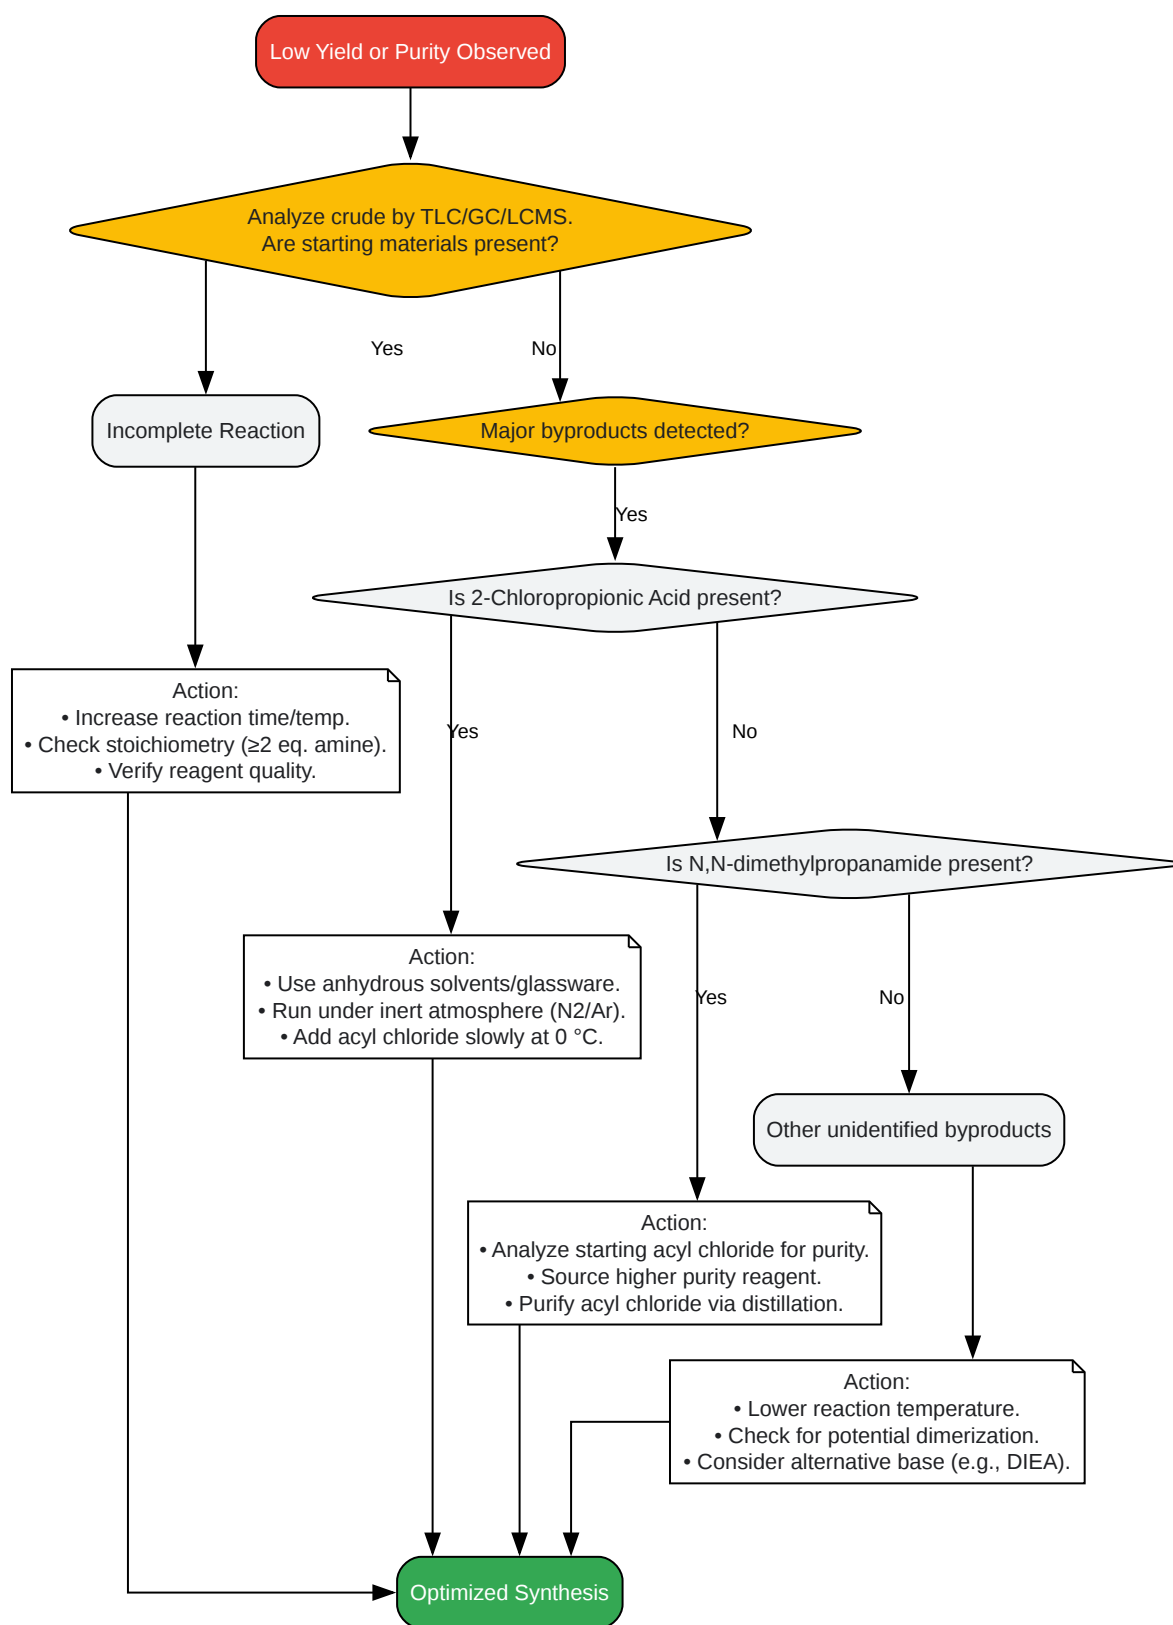 Low Yield or Purity Observed
Analyze crude by TLC/GC/LCMS.
Are starting materials present?
Yes
No
Incomplete Reaction
Major byproducts detected?
Yes
Is 2-Chloropropionic Acid present?
Action:
• Increase reaction time/temp.
• Check stoichiometry (≥2 eq. amine).
• Verify reagent quality.
Yes
No
Is N,N-dimethylpropanamide present?
Action:
• Use anhydrous solvents/glassware.
• Run under inert atmosphere (N2/Ar).
• Add acyl chloride slowly at 0 °C.
Yes
No
Other unidentified byproducts
Action:
• Analyze starting acyl chloride for purity.
• Source higher purity reagent.
• Purify acyl chloride via distillation.
Action:
• Lower reaction temperature.
• Check for potential dimerization.
• Consider alternative base (e.g., DIEA).
Optimized Synthesis